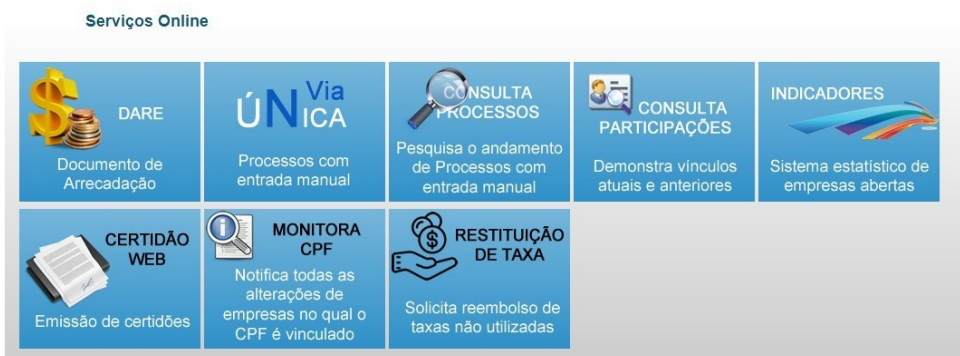 Serviços Online
DARE
Documento de
Arrecadação
Via
ÚNICA
Processos com
entrada manual
CONSULTA
PROCESSOS
Pesquisa o andamento
de Processos com
entrada manual
CONSULTA
PARTICIPAÇÕES
Demonstra vínculos
atuais e anteriores
INDICADORES
Sistema estatístico de
empresas abertas
CERTIDÃO
WEB
Emissão de certidões
MONITORA
CPF
Notifica todas as
alterações de
empresas no qual o
CPF é vinculado
RESTITUIÇÃO
DE TAXA
Solicita reembolso de
taxas não utilizadas